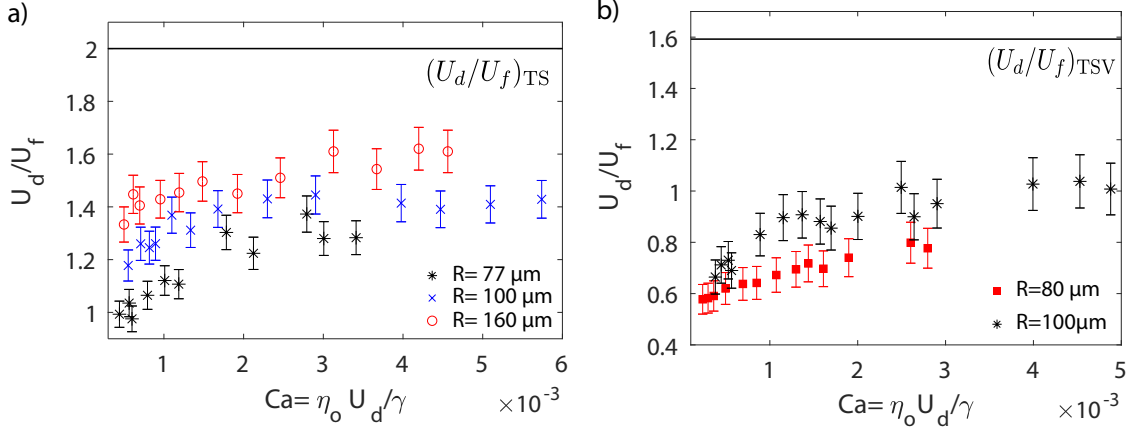 a)
2
1.8
1.6
1.4
1.2
1
U_d/U_f
(U_d/U_f)_TS
R= 77 μm
R= 100 μm
R= 160 μm
1 2 3 4 5 6
Ca= η_o U_d/γ
×10^-3
b)
1.6
1.4
1.2
1
0.8
0.6
0.4
U_d/U_f
(U_d/U_f)_TSV
R=80 μm
R=100μm
1 2 3 4 5
Ca= η_o U_d/γ
×10^-3